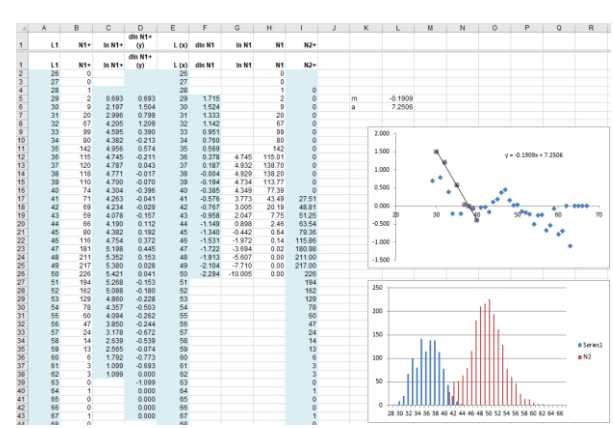 A B C D E F G H I J K L M N O P Q R
dln N1+
1 L1 N1+ ln N1+ (y) L (x) dln N1 ln N1 N1 N2+
dln N1+
1 L1 N1+ ln N1+ (y) L (x) dln N1 ln N1 N1 N2+
2 26 0 26 0
3 27 0 27 0
4 28 1 28 1 0
5 29 2 0.693 0.693 29 1.715 2 0 m -0.1909
6 30 9 2.197 1.504 30 1.524 9 0 a 7.2506
7 31 20 2.996 0.799 31 1.333 20 0
8 32 67 4.205 1.209 32 1.142 67 0
9 33 99 4.595 0.390 33 0.951 99 0
10 34 80 4.382 -0.213 34 0.760 80 0
11 35 142 4.956 0.574 35 0.569 142 0
12 36 115 4.745 -0.211 36 0.378 4.745 115.01 0
13 37 120 4.787 0.043 37 0.187 4.932 138.70 0
14 38 118 4.771 -0.017 38 -0.004 4.929 138.20 0
15 39 110 4.700 -0.070 39 -0.194 4.734 113.77 0
16 40 74 4.304 -0.396 40 -0.385 4.349 77.39 0
17 41 71 4.263 -0.041 41 -0.576 3.773 43.49 27.51
18 42 69 4.234 -0.029 42 -0.767 3.005 20.19 48.81
19 43 59 4.078 -0.157 43 -0.958 2.047 7.75 51.25
20 44 66 4.190 0.112 44 -1.149 0.898 2.46 63.54
21 45 80 4.382 0.192 45 -1.340 -0.442 0.64 79.36
22 46 116 4.754 0.372 46 -1.531 -1.972 0.14 115.86
23 47 181 5.198 0.445 47 -1.722 -3.694 0.02 180.98
24 48 211 5.352 0.153 48 -1.913 -5.607 0.00 211.00
25 49 217 5.380 0.028 49 -2.104 -7.710 0.00 217.00
26 50 226 5.421 0.041 50 -2.294 -10.005 0.00 226
27 51 194 5.268 -0.153 51 194
28 52 162 5.088 -0.180 52 162
29 53 129 4.860 -0.228 53 129
30 54 78 4.357 -0.503 54 78
31 55 60 4.094 -0.262 55 60
32 56 47 3.850 -0.244 56 47
33 57 24 3.178 -0.672 57 24
34 58 14 2.639 -0.539 58 14
35 59 13 2.565 -0.074 59 13
36 60 6 1.792 -0.773 60 6
37 61 3 1.099 -0.693 61 3
38 62 3 1.099 0.000 62 3
39 63 0 -1.099 63 0
40 64 1 0.000 64 1
41 65 0 0.000 65 0
42 66 0 0.000 66 0
43 67 1 0.000 67 1
44 68 0 68 0
2.000
1.500
1.000
0.500
0.000
-0.500
-1.000
-1.500
20 30 40 50 60 70
y = -0.1909x + 7.2506
250
200
150
100
50
0
28 30 32 34 36 38 40 42 44 46 48 50 52 54 56 58 60 62 64 66
Series1
N2